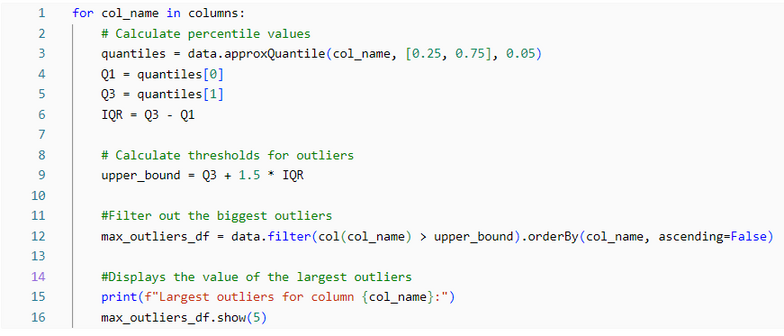 1 for col_name in columns:
2     # Calculate percentile values
3     quantiles = data.approxQuantile(col_name, [0.25, 0.75], 0.05)
4     Q1 = quantiles[0]
5     Q3 = quantiles[1]
6     IQR = Q3 - Q1
7
8     # Calculate thresholds for outliers
9     upper_bound = Q3 + 1.5 * IQR
10
11     #Filter out the biggest outliers
12     max_outliers_df = data.filter(col(col_name) > upper_bound).orderBy(col_name, ascending=False)
13
14     #Displays the value of the largest outliers
15     print(f"Largest outliers for column {col_name}:")
16     max_outliers_df.show(5)